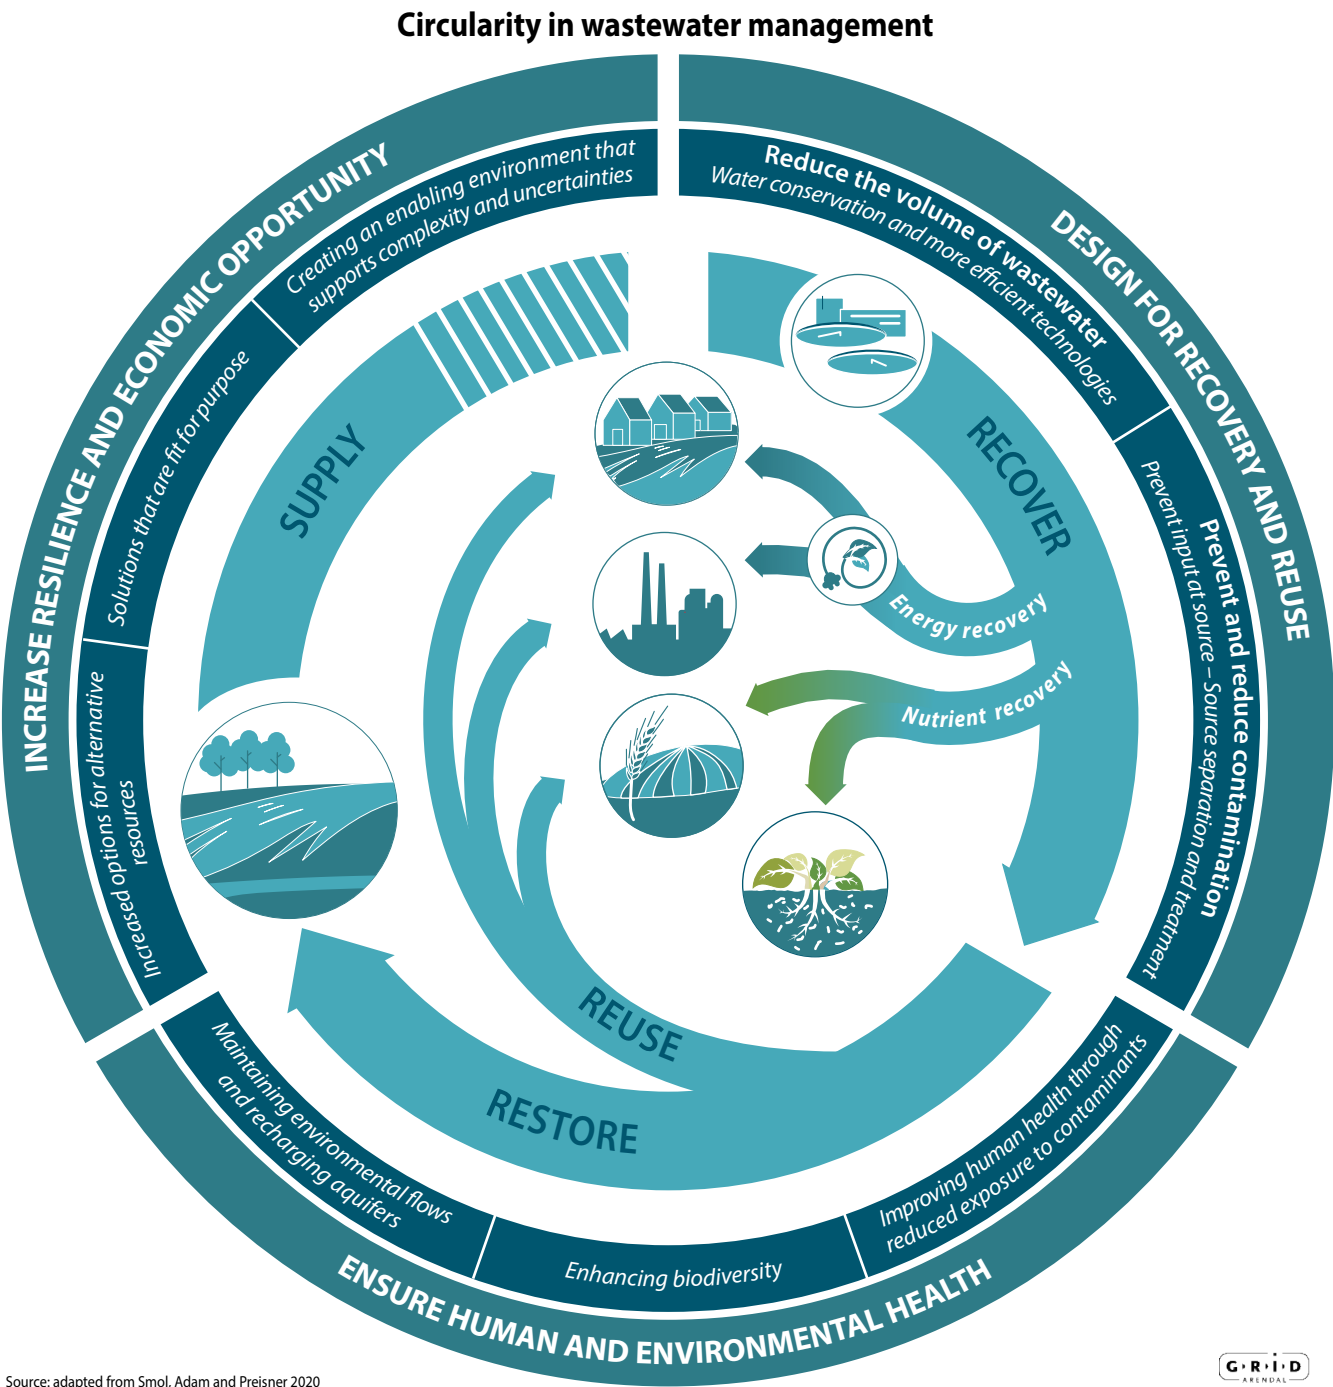 Circularity in wastewater management
INCREASE RESILIENCE AND ECONOMIC OPPORTUNITY
Creating an enabling environment that
supports complexity and uncertainties
Solutions that are fit for purpose
Increased options for alternative
resources
DESIGN FOR RECOVERY AND REUSE
Reduce the volume of wastewater
Water conservation and more efficient technologies
Prevent and reduce contamination
Prevent input at source – Source separation and treatment
ENSURE HUMAN AND ENVIRONMENTAL HEALTH
Improving human health through
reduced exposure to contaminants
Enhancing biodiversity
Maintaining environmental flows
and recharging aquifers
SUPPLY
RECOVER
Energy recovery
Nutrient recovery
REUSE
RESTORE
Source: adapted from Smol, Adam and Preisner 2020
G·R·I·D
ARENDAL